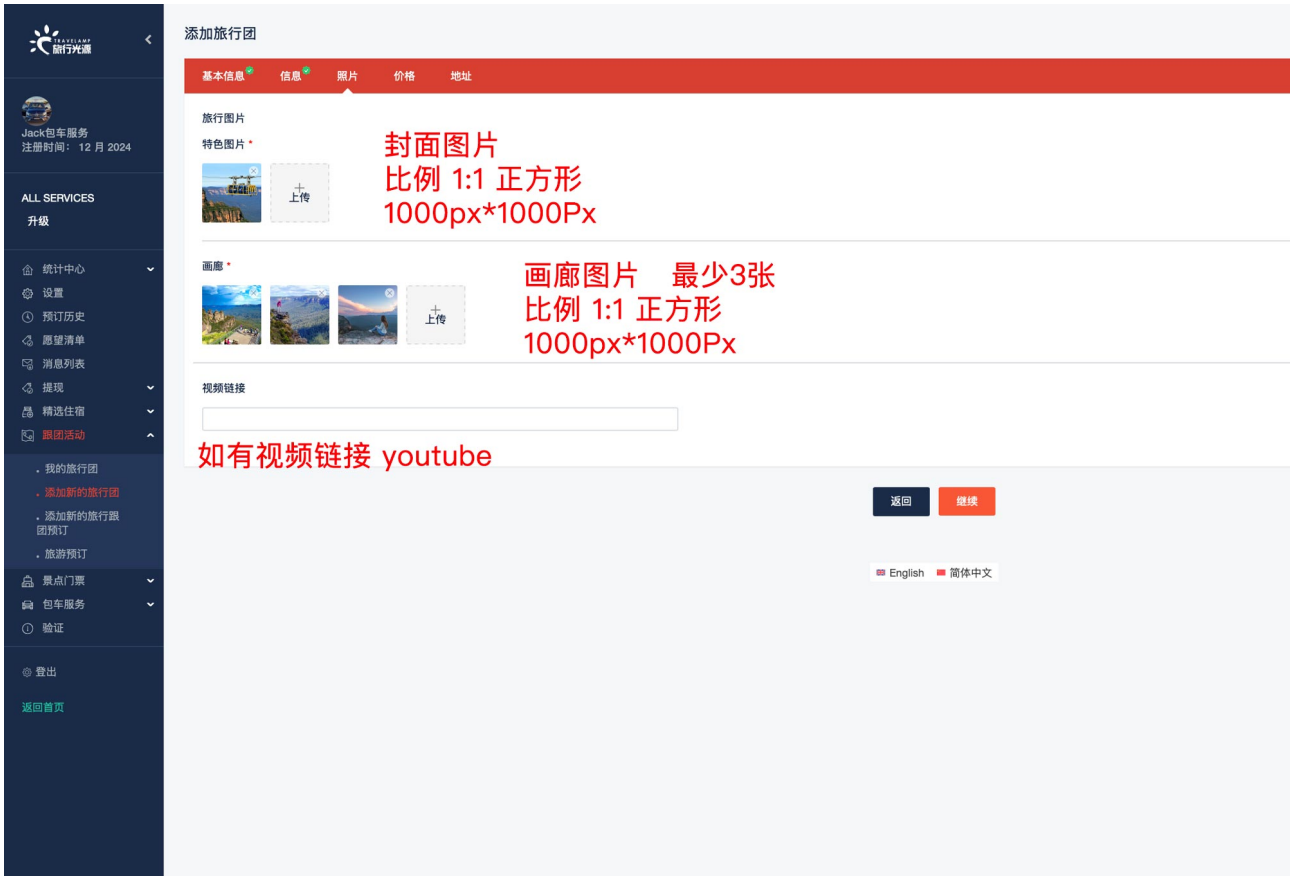 TRAVELAMP
旅行光源
Jack包车服务
注册时间： 12 月 2024
ALL SERVICES
升级
统计中心
设置
预订历史
愿望清单
消息列表
提现
精选住宿
跟团活动
我的旅行团
添加新的旅行团
添加新的旅行跟
团预订
旅游预订
景点门票
包车服务
验证
登出
返回首页
添加旅行团
基本信息 信息 照片 价格 地址
旅行图片
特色图片 *
上传
封面图片
比例 1:1 正方形
1000px*1000Px
画廊 *
上传
画廊图片 最少3张
比例 1:1 正方形
1000px*1000Px
视频链接
如有视频链接 youtube
返回 继续
English 简体中文